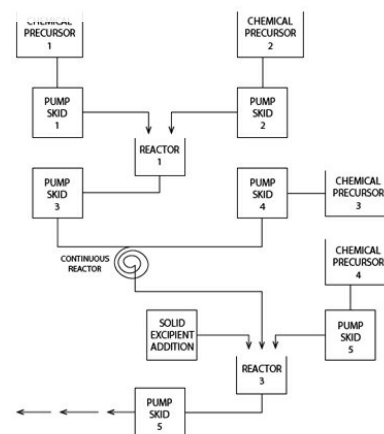 CHEMICAL
PRECURSOR
1
CHEMICAL
PRECURSOR
2
PUMP
SKID
1
PUMP
SKID
2
REACTOR
1
PUMP
SKID
3
PUMP
SKID
4
CHEMICAL
PRECURSOR
3
CONTINUOUS
REACTOR
CHEMICAL
PRECURSOR
4
SOLID
EXCIPIENT
ADDITION
PUMP
SKID
5
REACTOR
3
PUMP
SKID
5